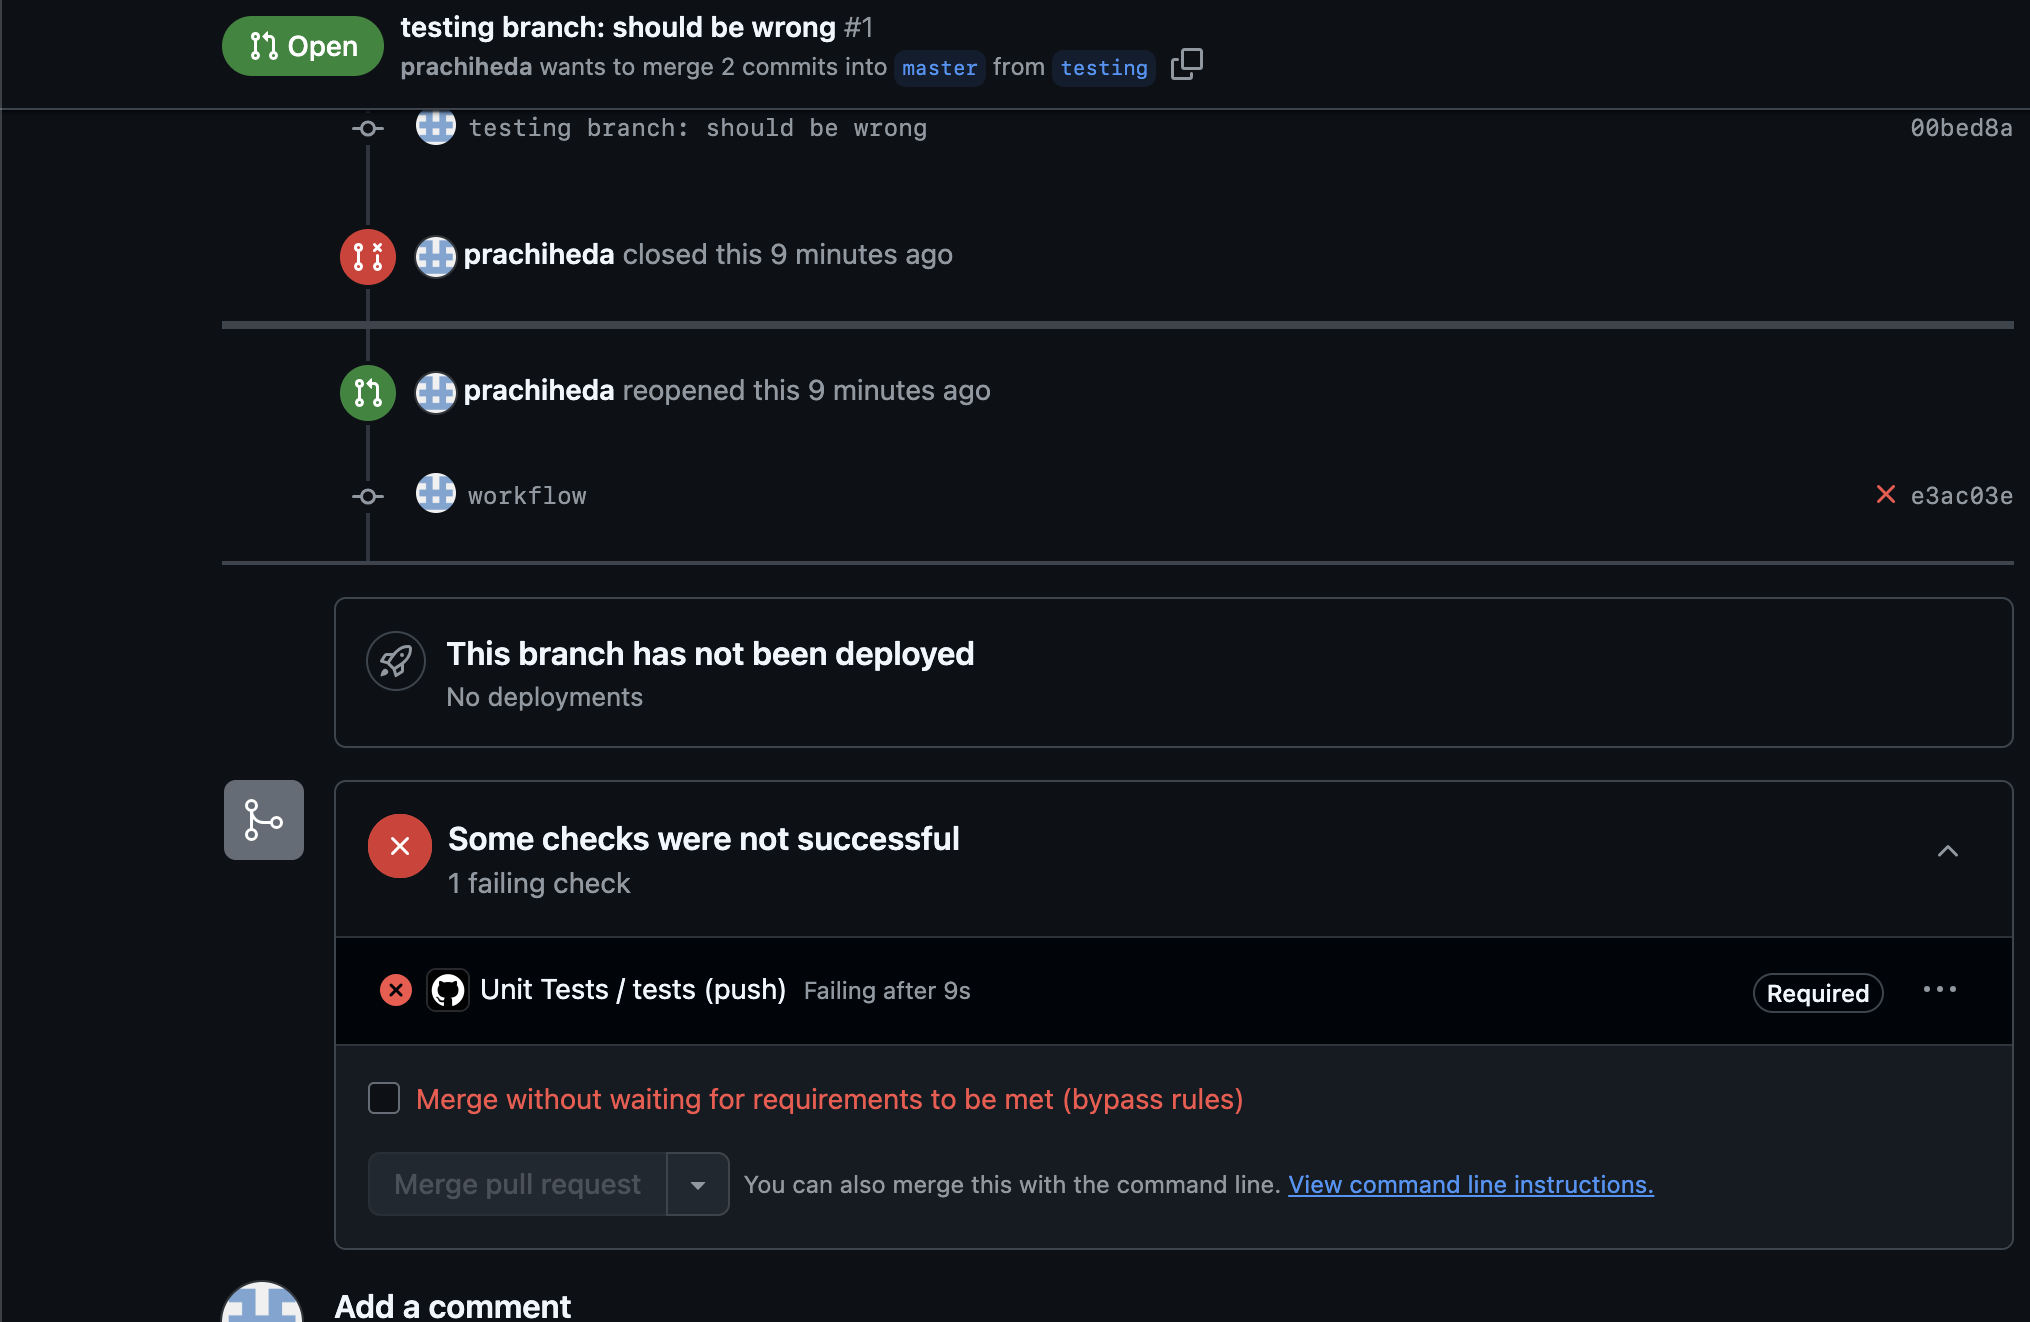 Open
testing branch: should be wrong #1
prachiheda wants to merge 2 commits into master from testing
testing branch: should be wrong 00bed8a
prachiheda closed this 9 minutes ago
prachiheda reopened this 9 minutes ago
workflow e3ac03e
This branch has not been deployed
No deployments
Some checks were not successful
1 failing check
Unit Tests / tests (push) Failing after 9s Required
Merge without waiting for requirements to be met (bypass rules)
Merge pull request You can also merge this with the command line. View command line instructions.
Add a comment